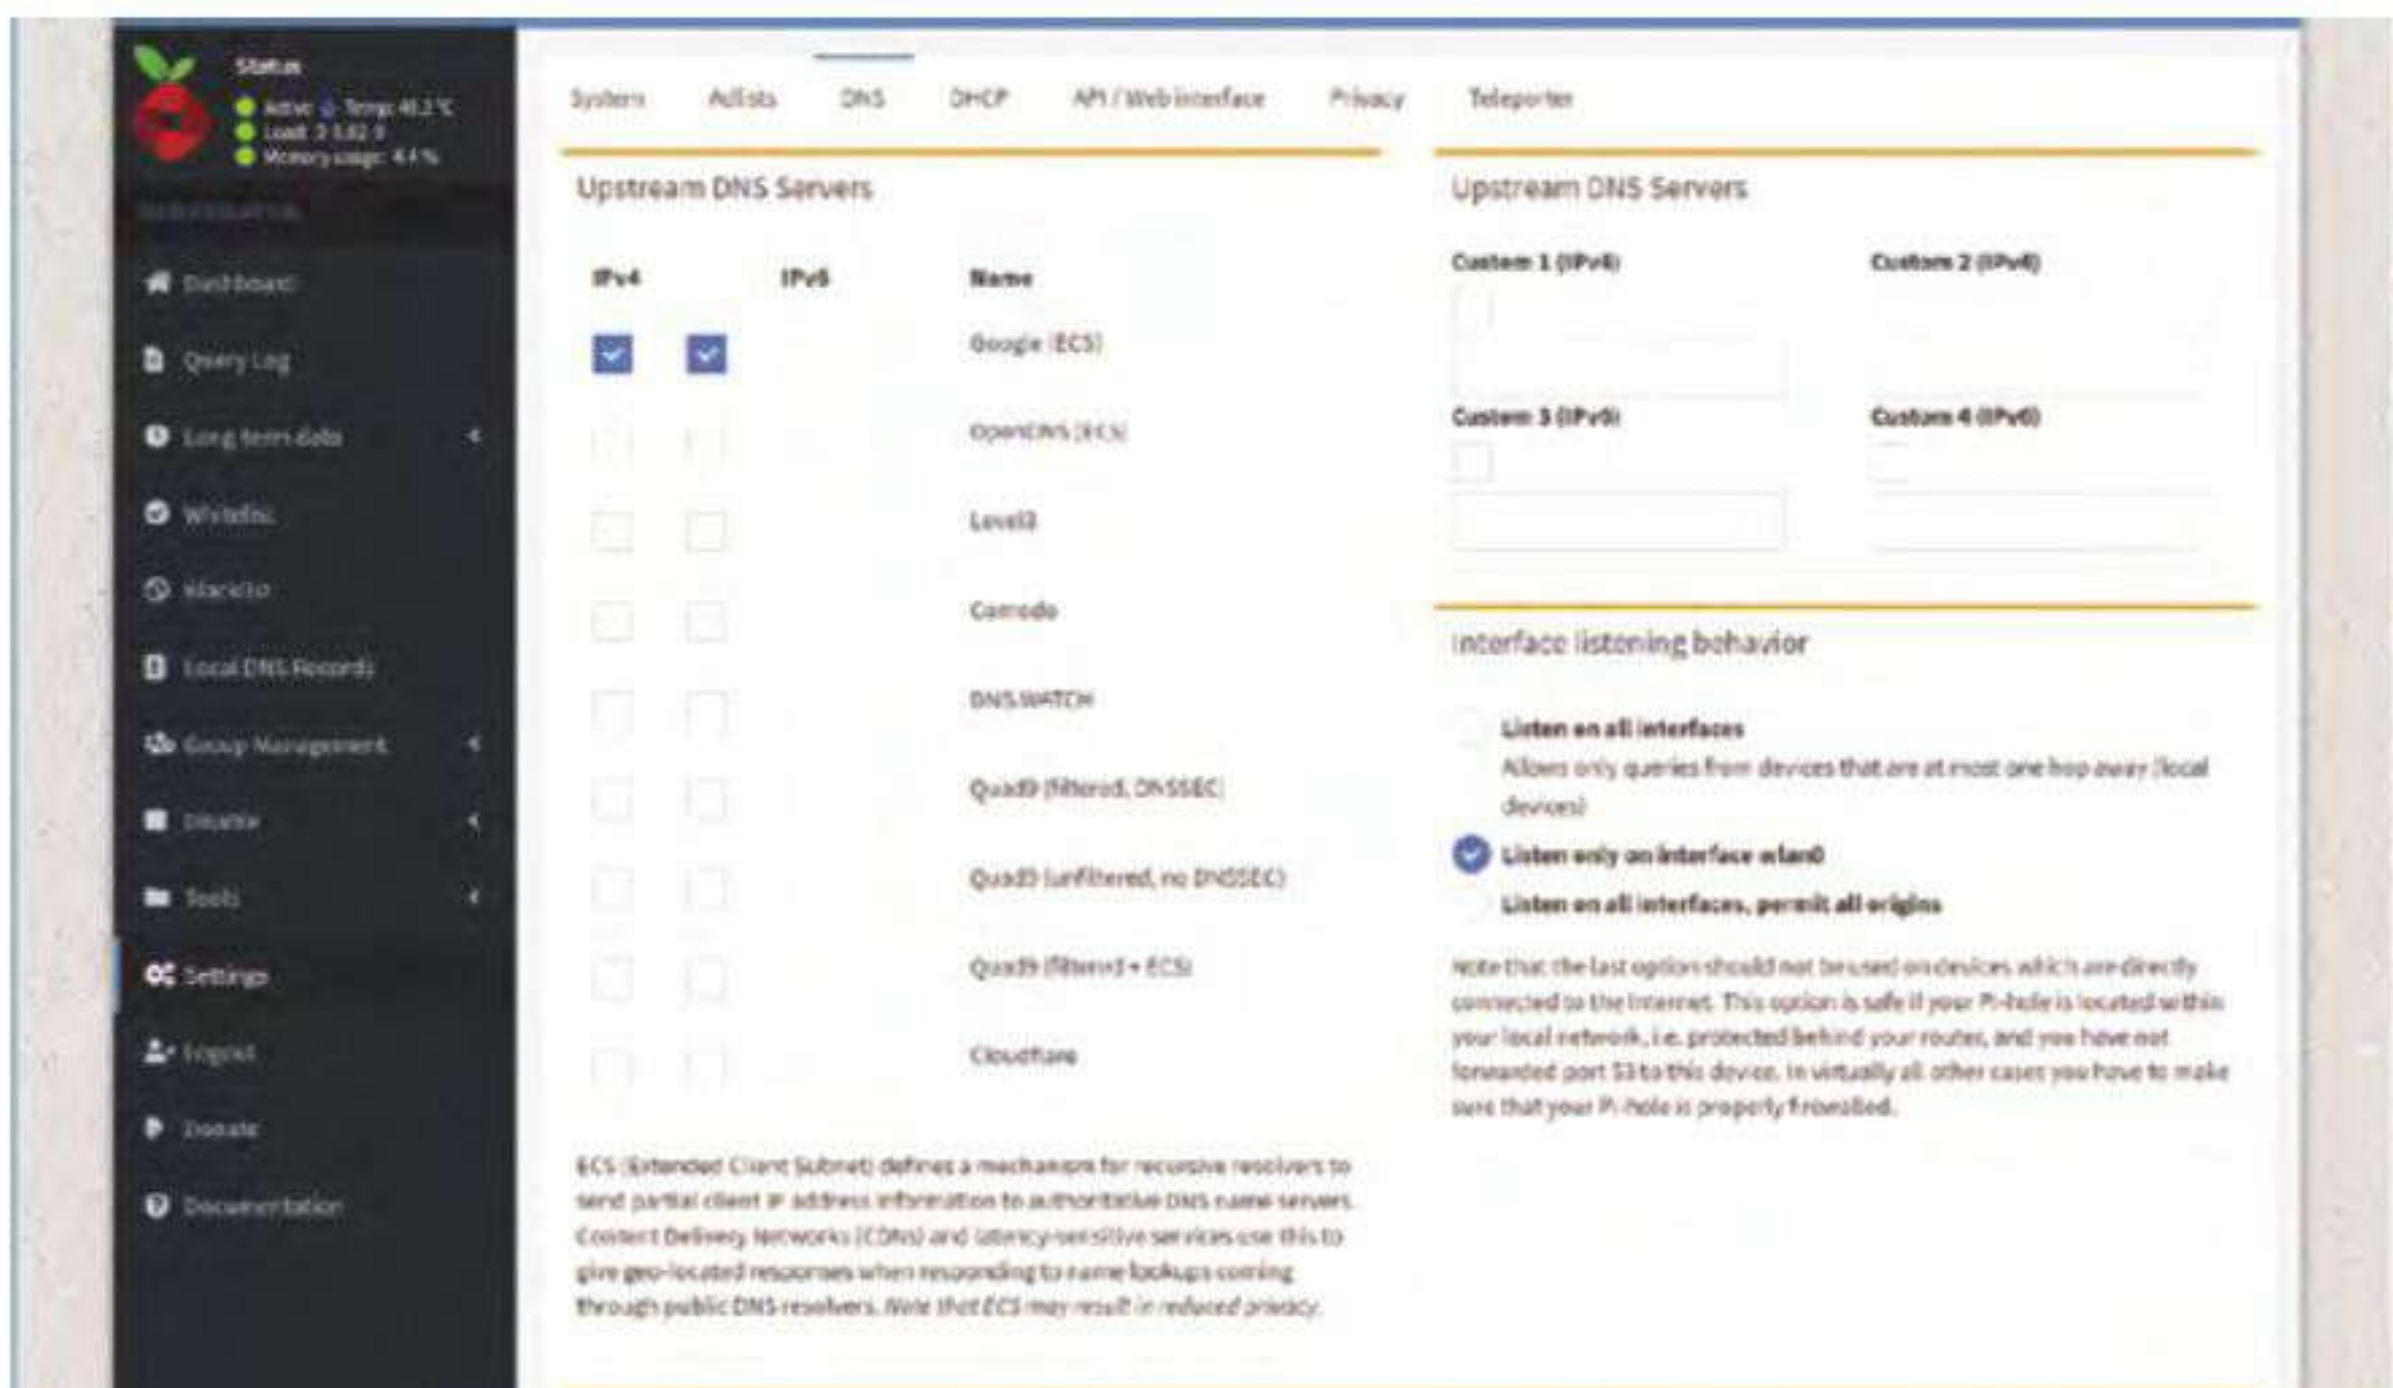 Status
Active Temp:
Load:
Memory usage: 4.4 %
Dashboard
Query Log
Long term data
Whitelist
Blacklist
Local DNS Records
Group Management
Disable
Tools
Settings
Logout
Donate
Documentation
System Adlists DNS DHCP API / Web interface Privacy Teleporter
Upstream DNS Servers
IPv4 IPv6 Name
Google (ECS)
OpenDNS (ECS)
Level3
Comodo
DNS.WATCH
Quad9 (filtered, DNSSEC)
Quad9 (unfiltered, no DNSSEC)
Quad9 (filtered + ECS)
Cloudflare
ECS (Extended Client Subnet) defines a mechanism for recursive resolvers to
send partial client IP address information to authoritative DNS name servers.
Content Delivery Networks (CDNs) and latency-sensitive services use this to
give geo-located responses when responding to name lookups coming
through public DNS resolvers. Note that ECS may result in reduced privacy.
Upstream DNS Servers
Custom 1 (IPv4) Custom 2 (IPv4)
Custom 3 (IPv6) Custom 4 (IPv6)
Interface listening behavior
Listen on all interfaces
Allows only queries from devices that are at most one hop away (local
devices)
Listen only on interface wlan0
Listen on all interfaces, permit all origins
Note that the last option should not be used on devices which are directly
connected to the Internet. This option is safe if your Pi-hole is located within
your local network, i.e. protected behind your router, and you have not
forwarded port 53 to this device. In virtually all other cases you have to make
sure that your Pi-hole is properly firewalled.